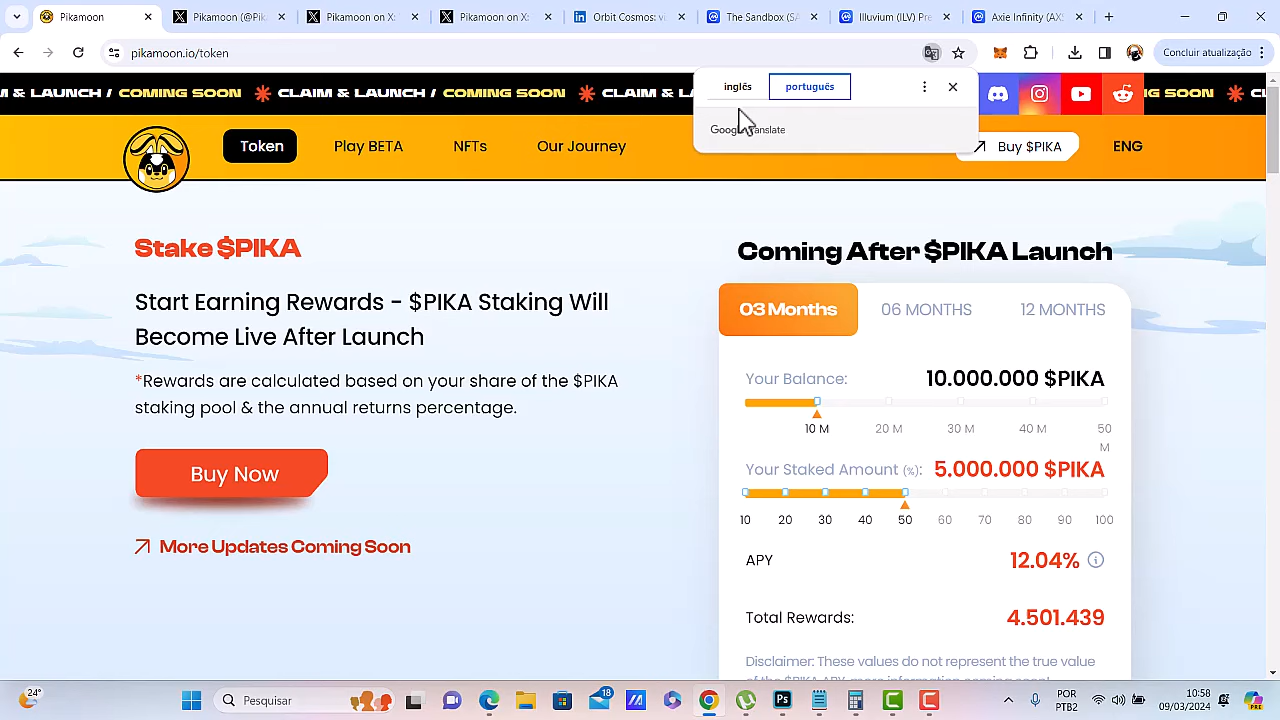 Pikamoon
Pikamoon (@Pik
Pikamoon on X:
Pikamoon on X:
Orbit Cosmos: vi
The Sandbox (SA
Illuvium (ILV) Pre
Axie Infinity (AX
pikamoon.io/token
Concluir atualização
inglês
português
M & LAUNCH / COMING SOON
CLAIM & LAUNCH / COMING SOON
CLAIM &
NG SOON
Token
Play BETA
NFTs
Our Journey
Buy $PIKA
ENG
Stake $PIKA
Start Earning Rewards - $PIKA Staking Will
Become Live After Launch
*Rewards are calculated based on your share of the $PIKA
staking pool & the annual returns percentage.
Buy Now
More Updates Coming Soon
Coming After $PIKA Launch
03 Months
06 MONTHS
12 MONTHS
Your Balance:
10.000.000 $PIKA
10 M
20 M
30 M
40 M
50
M
Your Staked Amount (%):
5.000.000 $PIKA
10 20 30 40 50 60 70 80 90 100
APY
12.04%
Total Rewards:
4.501.439
Disclaimer: These values do not represent the true value
24°
Pesquisar
18
POR
PTB2
10:58
09/03/2024
PRE